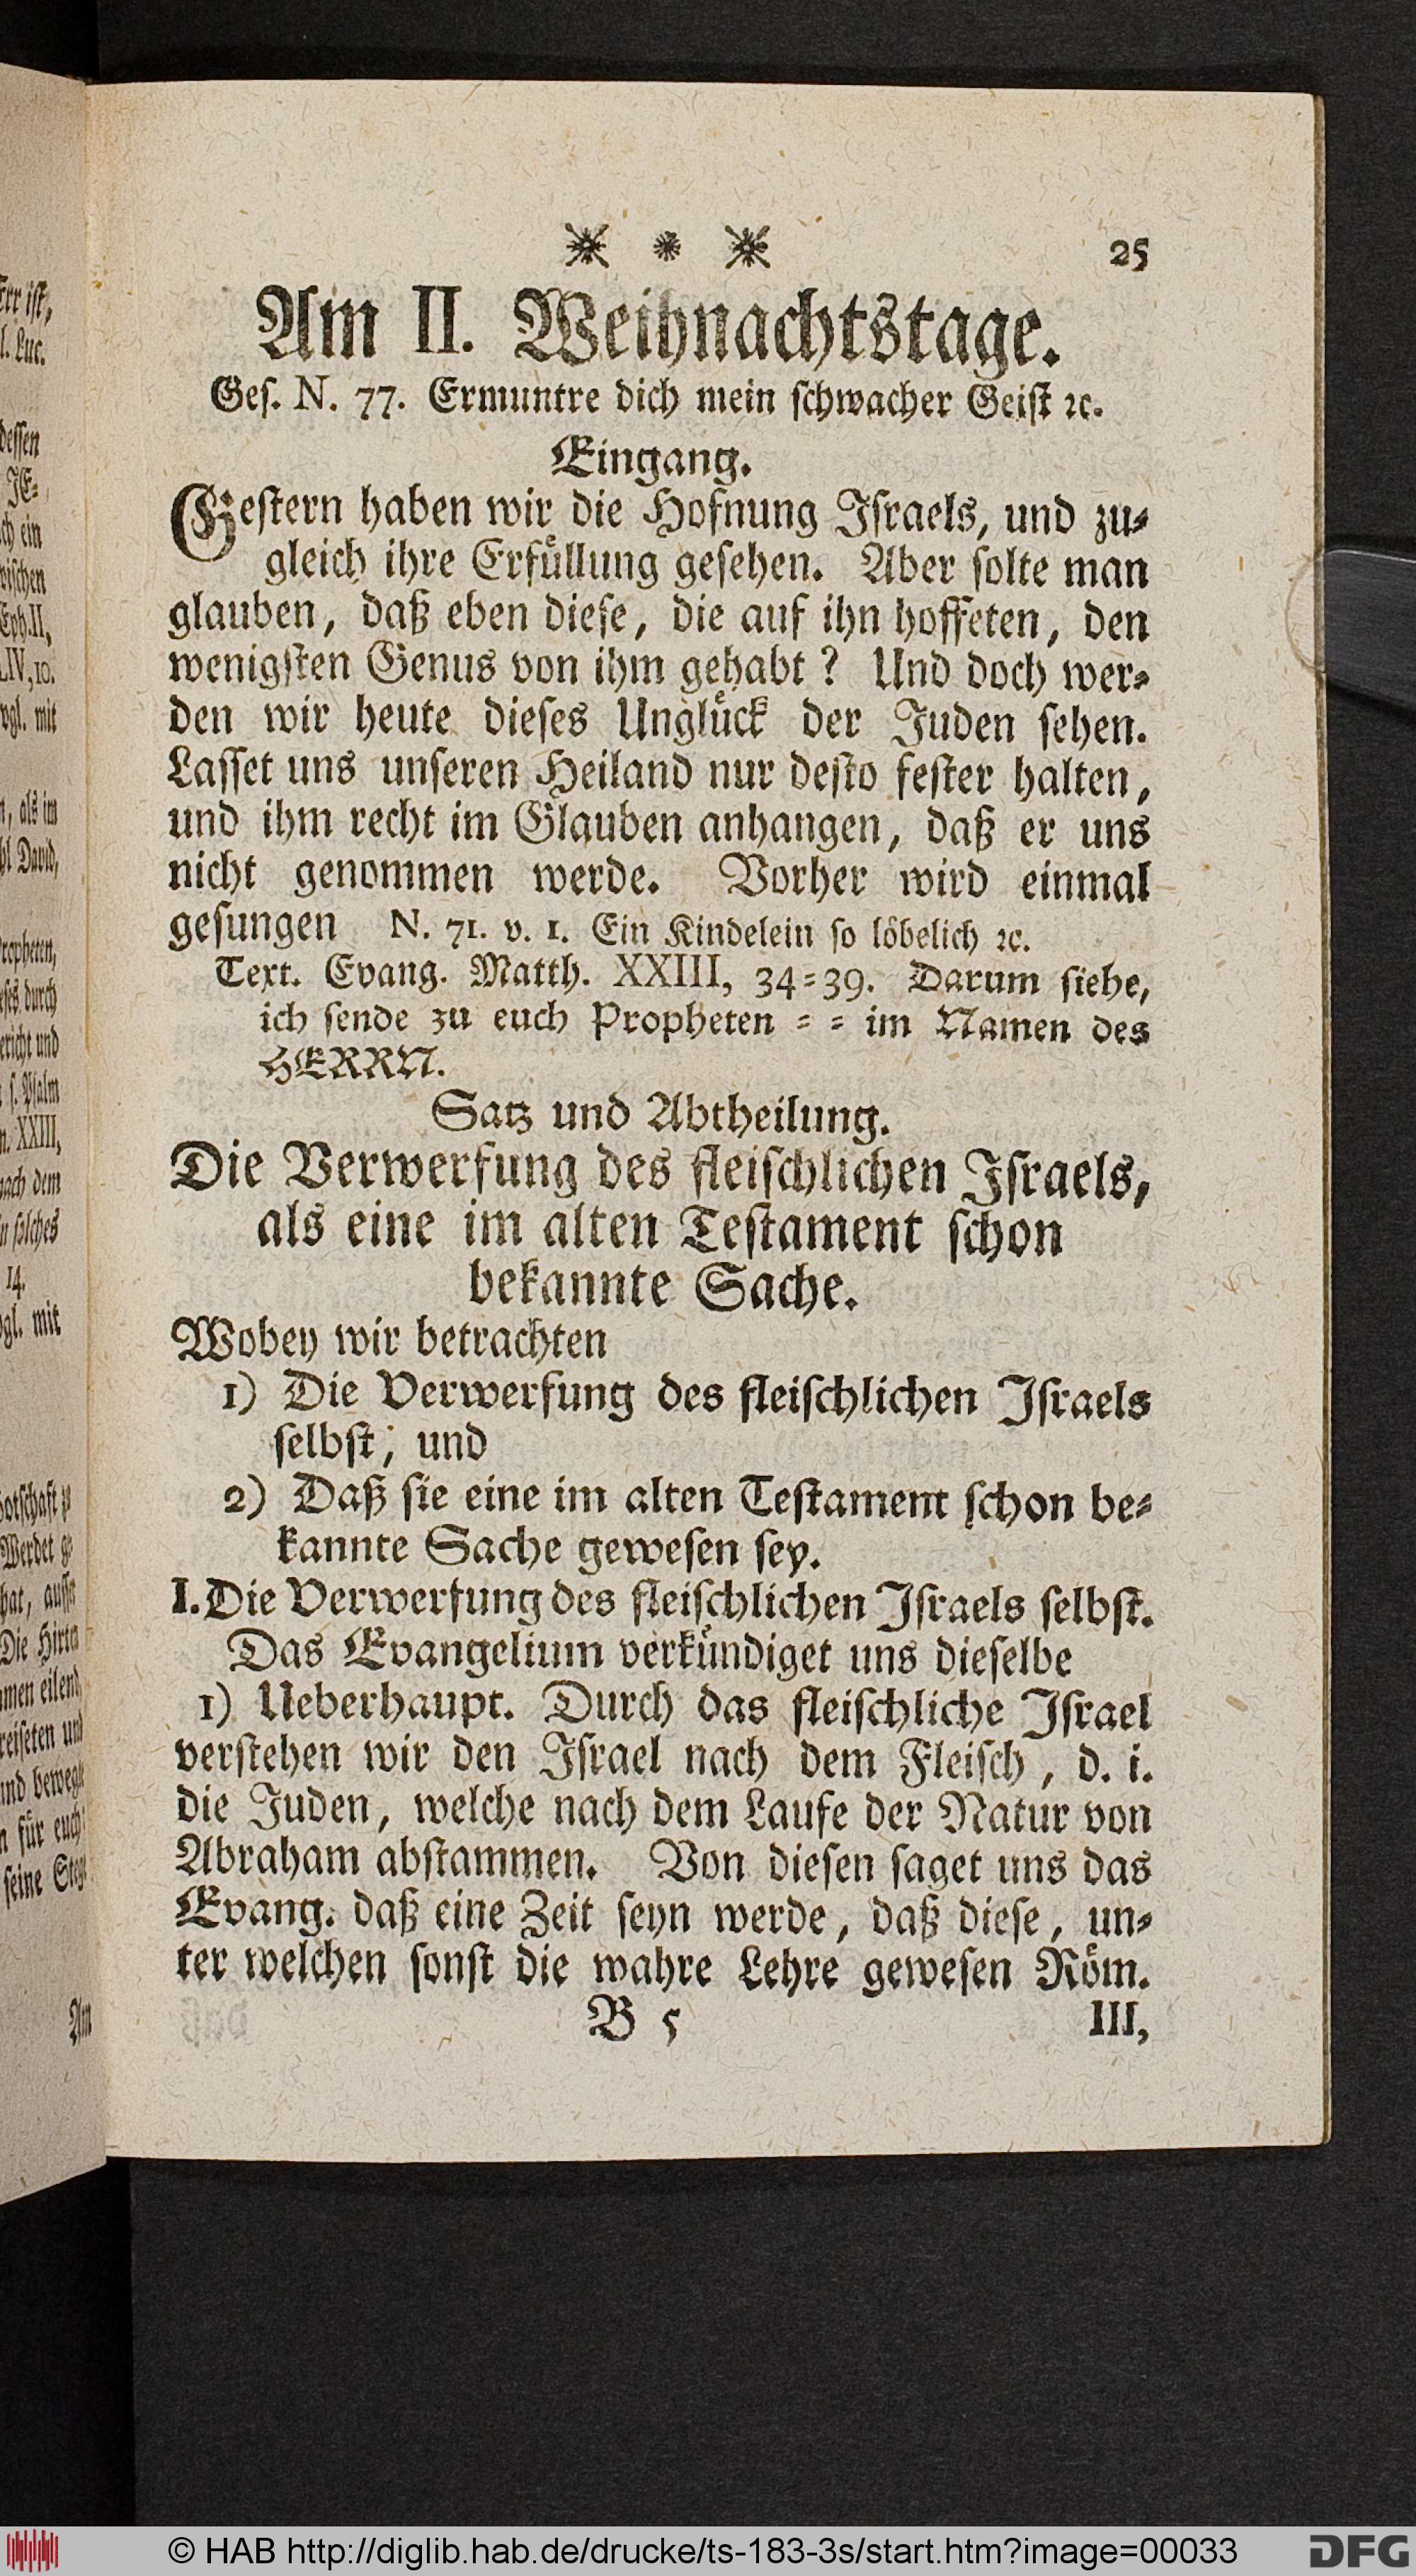 25
Am II. Weihnachtstage.
Geſ. N. 77. Ermuntre dich mein ſchwacher Geiſt ꝛc.
Eingang.
Geſtern haben wir die Hofnung Iſraels, und zu⸗
gleich ihre Erfüllung geſehen. Aber ſolte man
glauben, daß eben dieſe, die auf ihn hoffeten, den
wenigſten Genus von ihm gehabt? Und doch wer⸗
den wir heute dieſes Unglück der Juden ſehen.
Laſſet uns unſeren Heiland nur deſto feſter halten,
und ihm recht im Glauben anhangen, daß er uns
nicht genommen werde. Vorher wird einmal
geſungen N. 71. v. 1. Ein Kindelein ſo löbelich ꝛc.
Text. Evang. Matth. XXIII, 34⸗39. Darum ſiehe,
ich ſende zu euch Propheten ⸗ ⸗ im Namen des
HERRN.
Satz und Abtheilung.
Die Verwerfung des fleiſchlichen Iſraels,
als eine im alten Teſtament ſchon
bekannte Sache.
Wobey wir betrachten
1) Die Verwerfung des fleiſchlichen Iſraels
ſelbſt; und
2) Daß ſie eine im alten Teſtament ſchon be⸗
kannte Sache geweſen ſey.
I. Die Verwerfung des fleiſchlichen Iſraels ſelbſt.
Das Evangelium verkündiget uns dieſelbe
1) Ueberhaupt. Durch das fleiſchliche Iſrael
verſtehen wir den Iſrael nach dem Fleiſch, d. i.
die Juden, welche nach dem Laufe der Natur von
Abraham abſtammen. Von dieſen ſaget uns das
Evang. daß eine Zeit ſeyn werde, daß dieſe, un⸗
ter welchen ſonſt die wahre Lehre geweſen Röm.
B 5 III,
© HAB http://diglib.hab.de/drucke/ts-183-3s/start.htm?image=00033
DFG